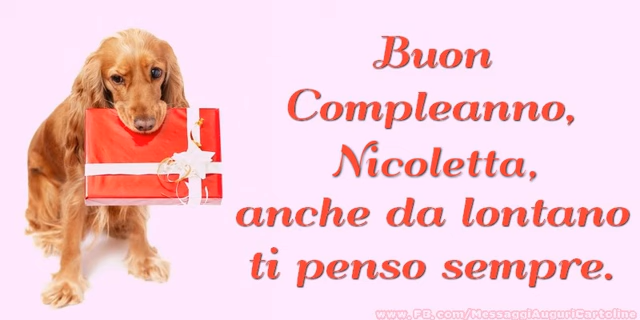 Buon
Compleanno,
Nicoletta,
anche da lontano
ti penso sempre.
www.FB.com/MessaggiAuguriCartoline